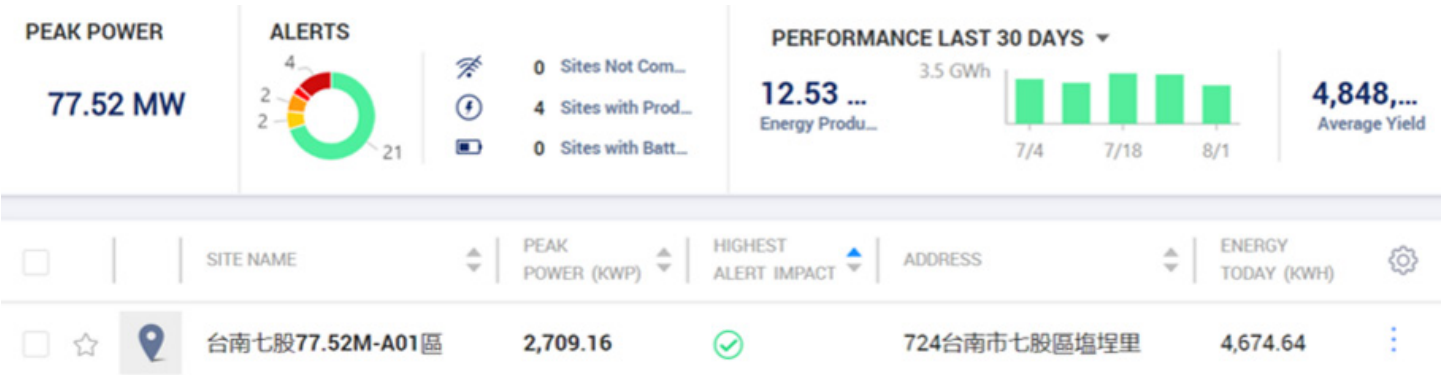 PEAK POWER
77.52 MW
ALERTS
4
2
2
21
0 Sites Not Com...
4 Sites with Prod...
0 Sites with Batt...
PERFORMANCE LAST 30 DAYS
12.53 ...
Energy Produ...
3.5 GWh
7/4 7/18 8/1
4,848,...
Average Yield
SITE NAME
PEAK
POWER (KWP)
HIGHEST
ALERT IMPACT
ADDRESS
ENERGY
TODAY (KWH)
台南七股77.52M-A01區 2,709.16 724台南市七股區塩埕里 4,674.64